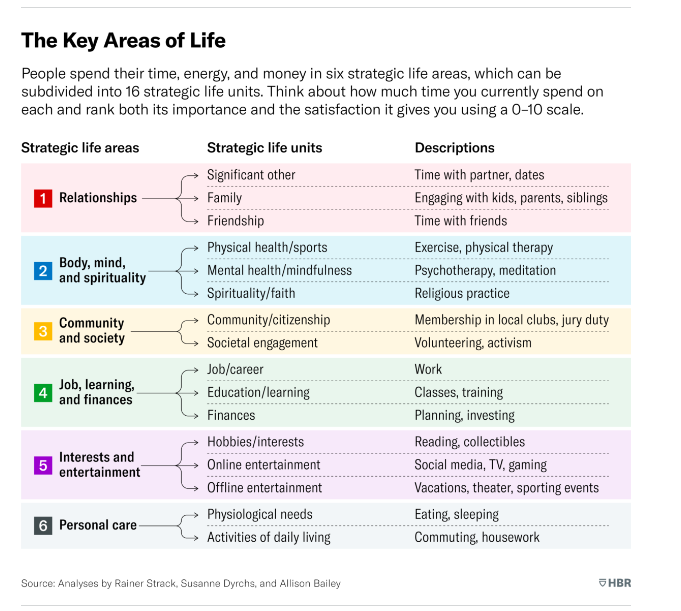 The Key Areas of Life
People spend their time, energy, and money in six strategic life areas, which can be
subdivided into 16 strategic life units. Think about how much time you currently spend on
each and rank both its importance and the satisfaction it gives you using a 0–10 scale.
Strategic life areas Strategic life units Descriptions
1 Relationships
Significant other Time with partner, dates
Family Engaging with kids, parents, siblings
Friendship Time with friends
2 Body, mind,
and spirituality
Physical health/sports Exercise, physical therapy
Mental health/mindfulness Psychotherapy, meditation
Spirituality/faith Religious practice
3 Community
and society
Community/citizenship Membership in local clubs, jury duty
Societal engagement Volunteering, activism
4 Job, learning,
and finances
Job/career Work
Education/learning Classes, training
Finances Planning, investing
5 Interests and
entertainment
Hobbies/interests Reading, collectibles
Online entertainment Social media, TV, gaming
Offline entertainment Vacations, theater, sporting events
6 Personal care
Physiological needs Eating, sleeping
Activities of daily living Commuting, housework
Source: Analyses by Rainer Strack, Susanne Dyrchs, and Allison Bailey
HBR